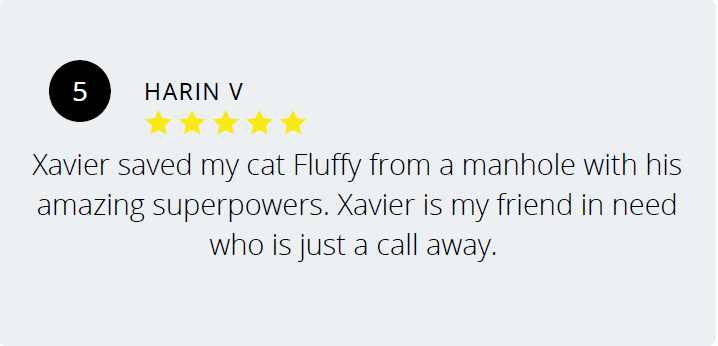 5
HARIN V
Xavier saved my cat Fluffy from a manhole with his
amazing superpowers. Xavier is my friend in need
who is just a call away.